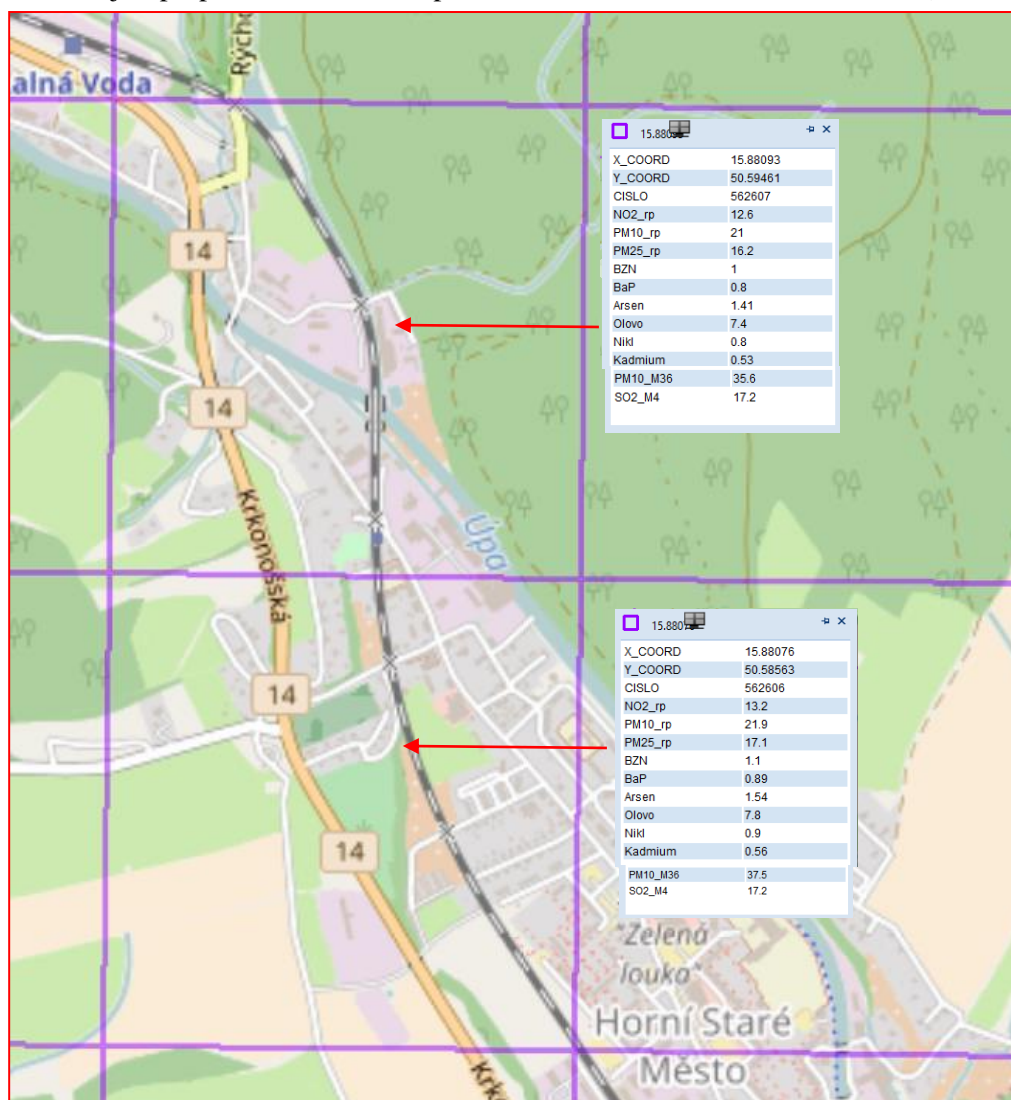 Rých
alná Voda
14
14
Krkonošská
Úpa
14
14
Krk
"Zelená
louka"
Horní Staré
Město
15.880
X_COORD 15.88093
Y_COORD 50.59461
CISLO 562607
NO2_rp 12.6
PM10_rp 21
PM25_rp 16.2
BZN 1
BaP 0.8
Arsen 1.41
Olovo 7.4
Nikl 0.8
Kadmium 0.53
PM10_M36 35.6
SO2_M4 17.2
15.8807
X_COORD 15.88076
Y_COORD 50.58563
CISLO 562606
NO2_rp 13.2
PM10_rp 21.9
PM25_rp 17.1
BZN 1.1
BaP 0.89
Arsen 1.54
Olovo 7.8
Nikl 0.9
Kadmium 0.56
PM10_M36 37.5
SO2_M4 17.2